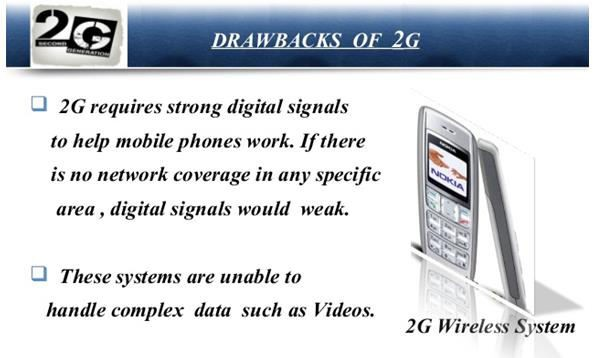 2G
SECOND
GENERATION
DRAWBACKS OF 2G
2G requires strong digital signals
to help mobile phones work. If there
is no network coverage in any specific
area , digital signals would weak.
These systems are unable to
handle complex data such as Videos.
NOKIA
NOKIA
2G Wireless System